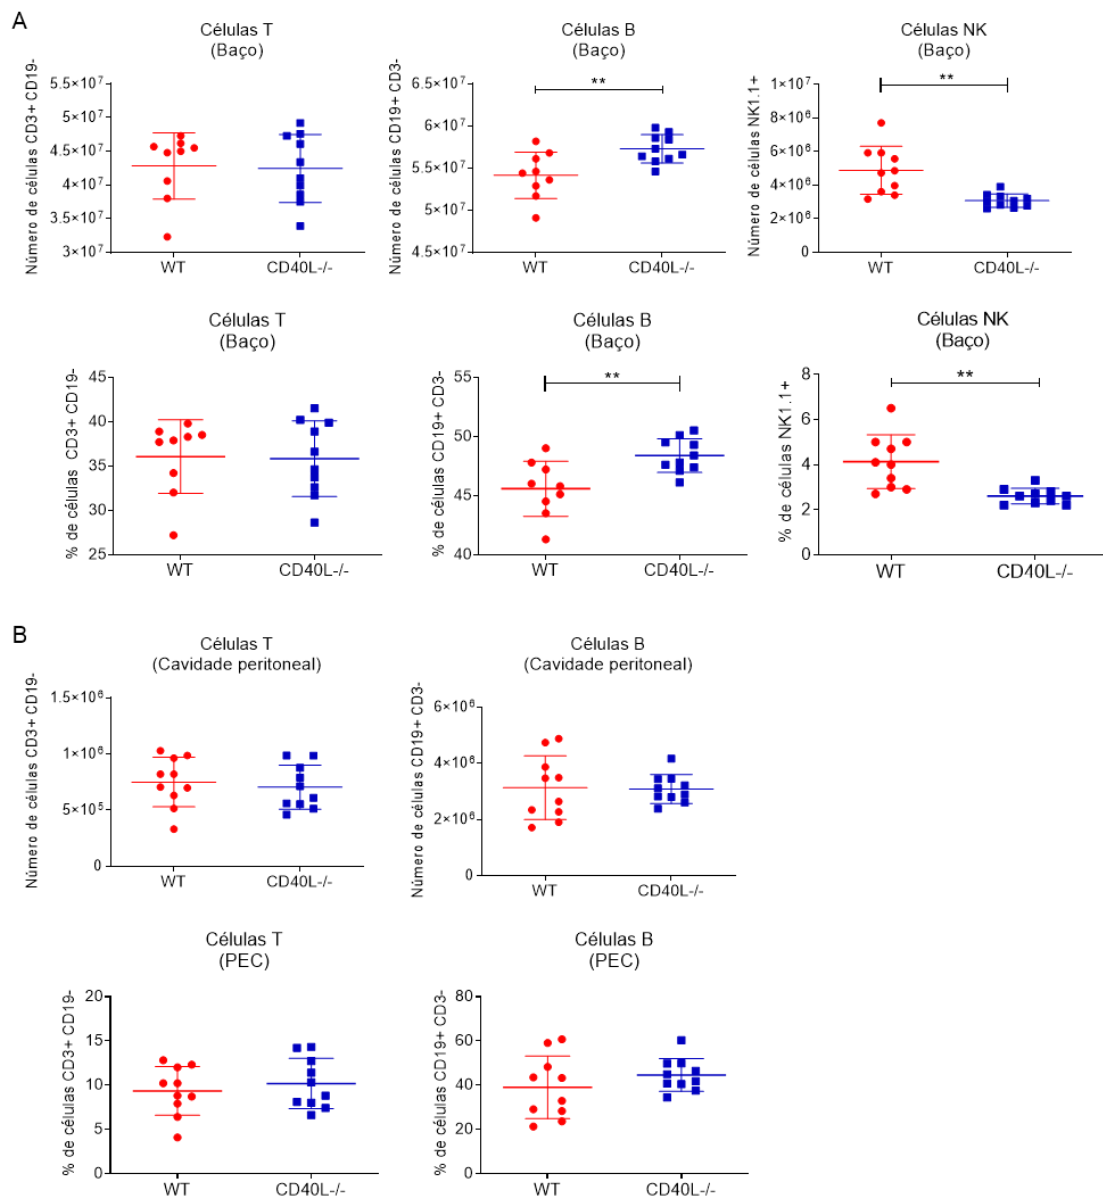 A
Células T
(Baço)
Número de células CD3+ CD19-
5.5×10⁷
5×10⁷
4.5×10⁷
4×10⁷
3.5×10⁷
3×10⁷
WT
CD40L-/-
Células B
(Baço)
**
Número de células CD19+ CD3-
6.5×10⁷
6×10⁷
5.5×10⁷
5×10⁷
4.5×10⁷
WT
CD40L-/-
Células NK
(Baço)
**
Número de células NK1.1+
1×10⁷
8×10⁶
6×10⁶
4×10⁶
2×10⁶
0
WT
CD40L-/-
Células T
(Baço)
% de células CD3+ CD19-
45
40
35
30
25
WT
CD40L-/-
Células B
(Baço)
**
% de células CD19+ CD3-
55
50
45
40
WT
CD40L-/-
Células NK
(Baço)
**
% de células NK1.1+
8
6
4
2
0
WT
CD40L-/-
B
Células T
(Cavidade peritoneal)
Número de células CD3+ CD19-
1.5×10⁶
1×10⁶
5×10⁵
0
WT
CD40L-/-
Células B
(Cavidade peritoneal)
Número de células CD19+ CD3-
6×10⁶
4×10⁶
2×10⁶
0
WT
CD40L-/-
Células T
(PEC)
% de células CD3+ CD19-
20
15
10
5
0
WT
CD40L-/-
Células B
(PEC)
% de células CD19+ CD3-
80
60
40
20
0
WT
CD40L-/-